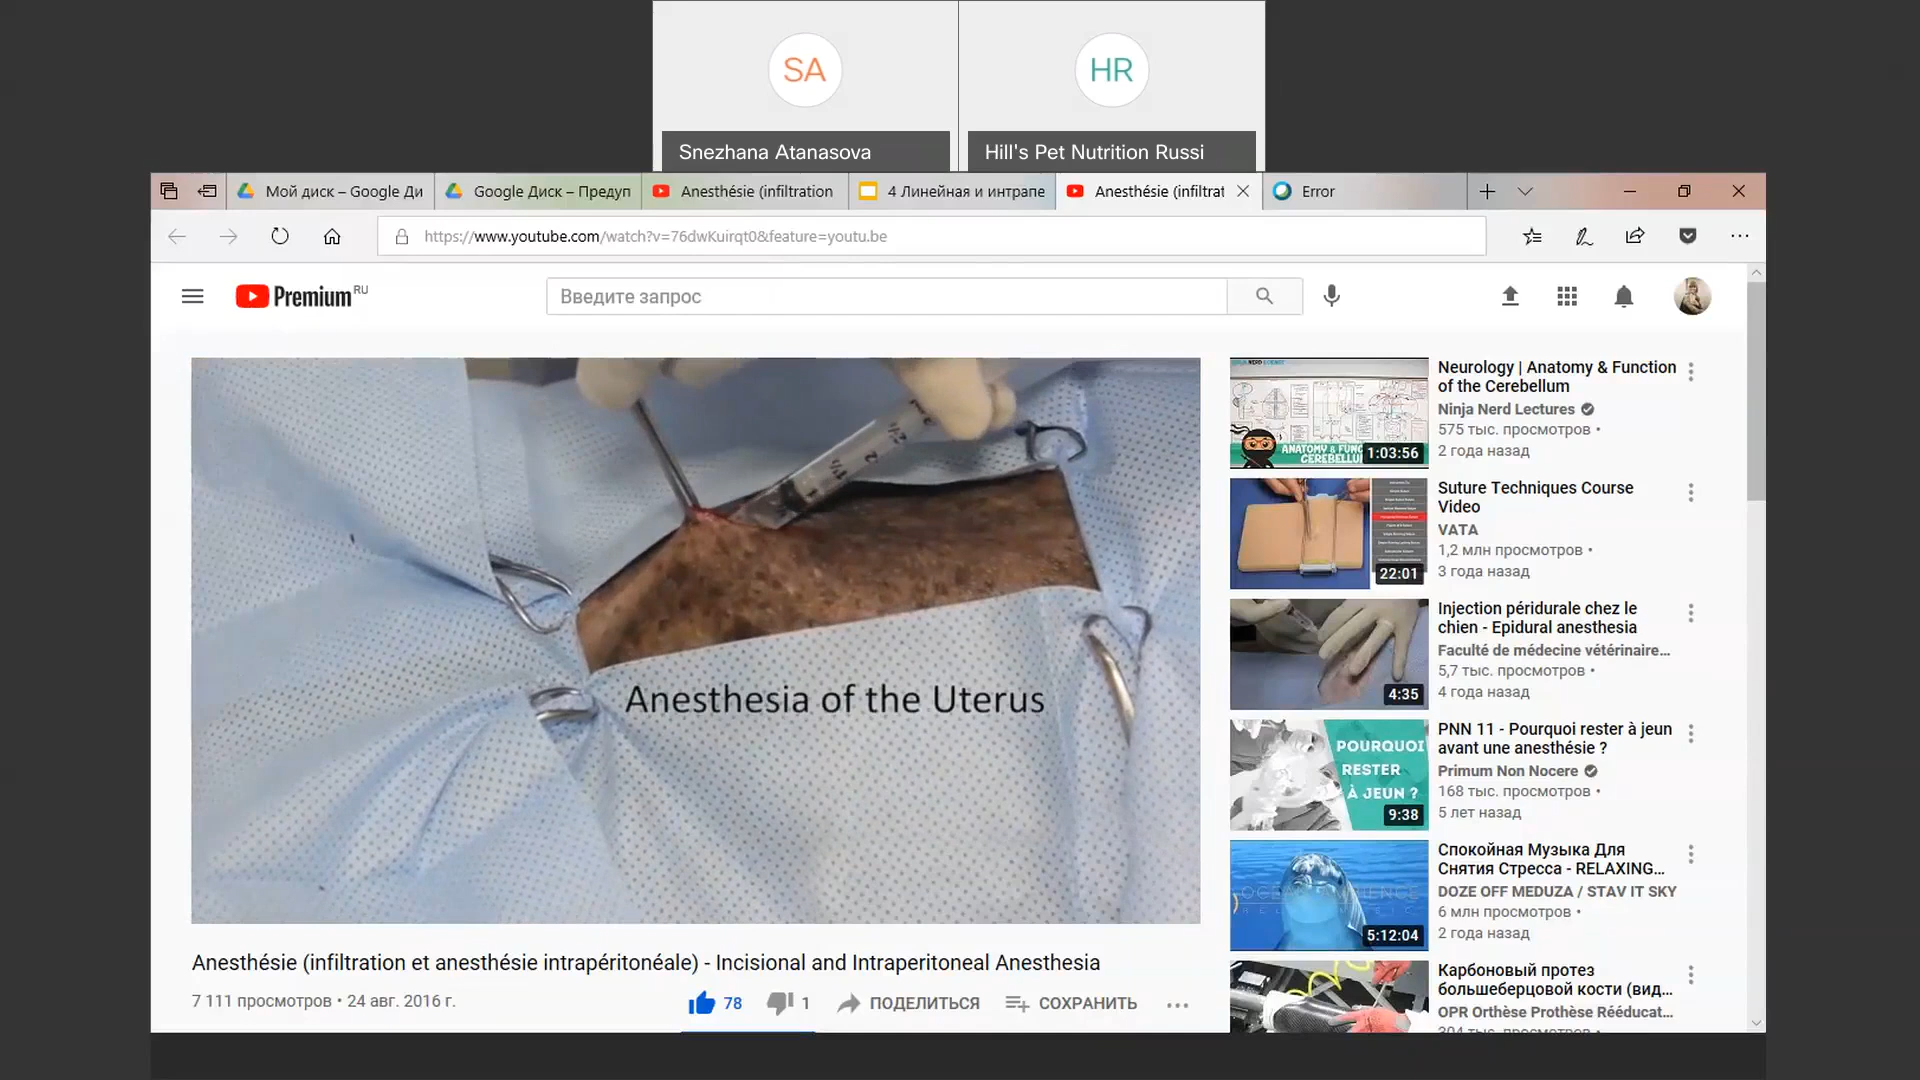 SA
HR
Snezhana Atanasova
Hill's Pet Nutrition Russi
Мой диск – Google Ди
Google Диск – Предуп
Anesthésie (infiltration
4 Линейная и интрапе
Anesthésie (infiltrat
Error
https://www.youtube.com/watch?v=76dwKuirqt0&feature=youtu.be
Premium RU
Введите запрос
Anesthesia of the Uterus
Anesthésie (infiltration et anesthésie intrapéritonéale) - Incisional and Intraperitoneal Anesthesia
7 111 просмотров • 24 авг. 2016 г.
78
1
ПОДЕЛИТЬСЯ
СОХРАНИТЬ
ANATOMY & FUNC
CEREBELLU
1:03:56
Neurology | Anatomy & Function
of the Cerebellum
Ninja Nerd Lectures
575 тыс. просмотров •
2 года назад
22:01
Suture Techniques Course
Video
VATA
1,2 млн просмотров •
3 года назад
4:35
Injection péridurale chez le
chien - Epidural anesthesia
Faculté de médecine vétérinaire...
5,7 тыс. просмотров •
4 года назад
POURQUOI
RESTER
À JEUN ?
9:38
PNN 11 - Pourquoi rester à jeun
avant une anesthésie ?
Primum Non Nocere
168 тыс. просмотров •
5 лет назад
5:12:04
Спокойная Музыка Для
Снятия Стресса - RELAXING...
DOZE OFF MEDUZA / STAV IT SKY
6 млн просмотров •
2 года назад
Карбоновый протез
большеберцовой кости (вид...
OPR Orthèse Prothèse Rééducat...
304 тыс. просмотров •